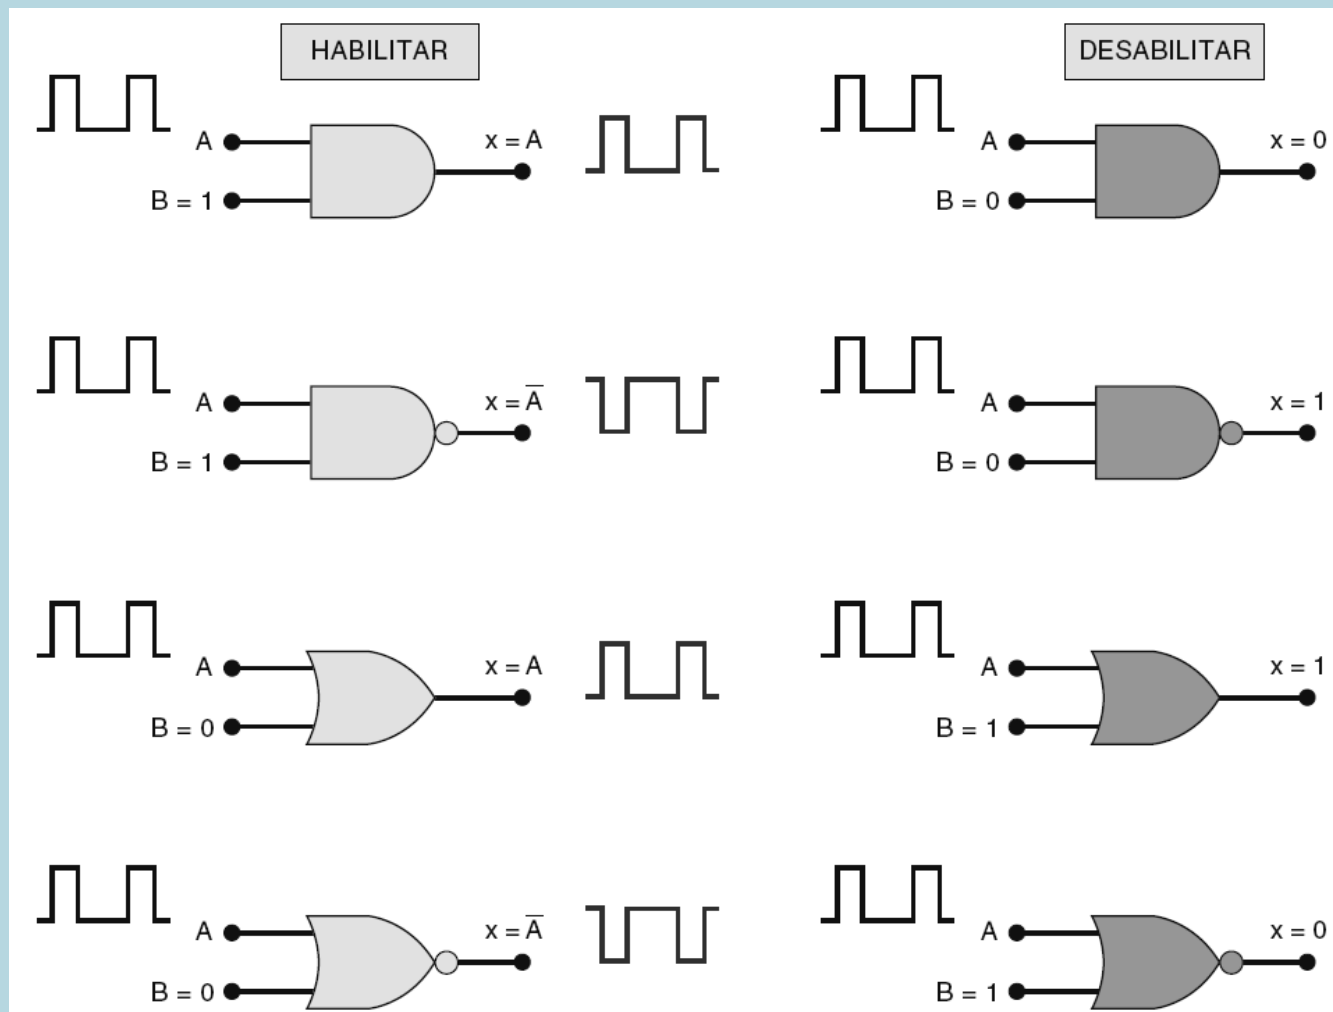 HABILITAR
DESABILITAR
A
x = A
B = 1
A
x = 0
B = 0
A
x = A̅
B = 1
A
x = 1
B = 0
A
x = A
B = 0
A
x = 1
B = 1
A
x = A̅
B = 0
A
x = 0
B = 1